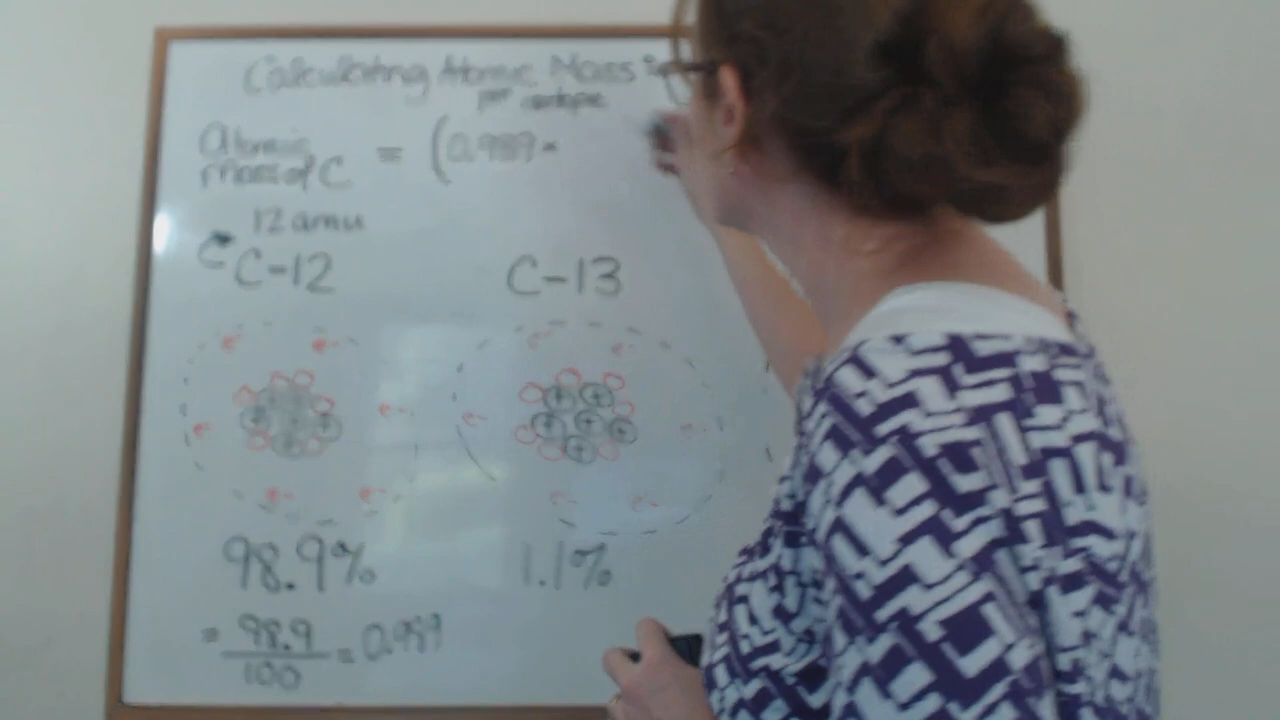 Calculating Atomic Mass
per isotope
Atomic
mass of C = (0.989 •
12 amu
C-12
C-13
e⁻ e⁻ e⁻ e⁻
+ + + + + +
e⁻ e⁻ e⁻ e⁻
98.9%
1.1%
= 98.9
100
= 0.989